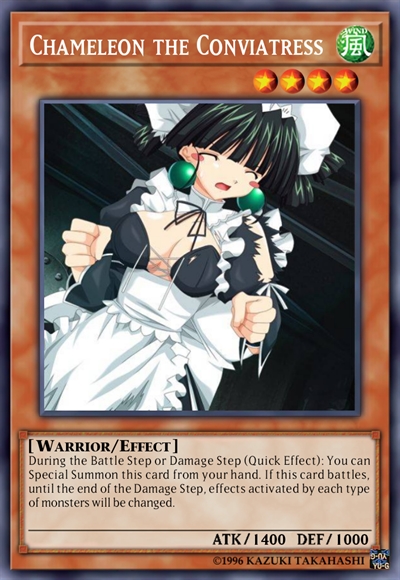 CHAMELEON THE CONVIATRESS
WIND
風
[WARRIOR/EFFECT]
During the Battle Step or Damage Step (Quick Effect): You can
Special Summon this card from your hand. If this card battles,
until the end of the Damage Step, effects activated by each type
of monsters will be changed.
ATK/1400 DEF/1000
©1996 KAZUKI TAKAHASHI